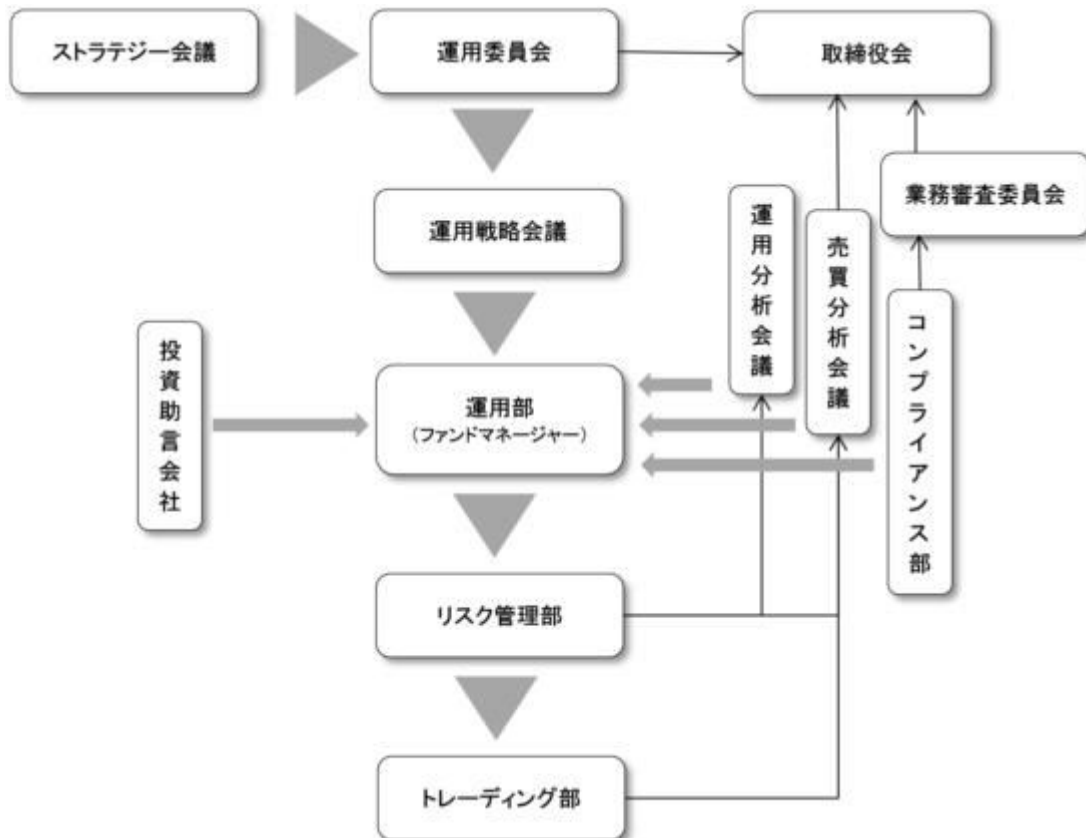 ストラテジー会議
運用委員会
取締役会
業務審査委員会
運用戦略会議
運用分析会議
売買分析会議
コンプライアンス部
投資助言会社
運用部
（ファンドマネージャー）
リスク管理部
トレーディング部